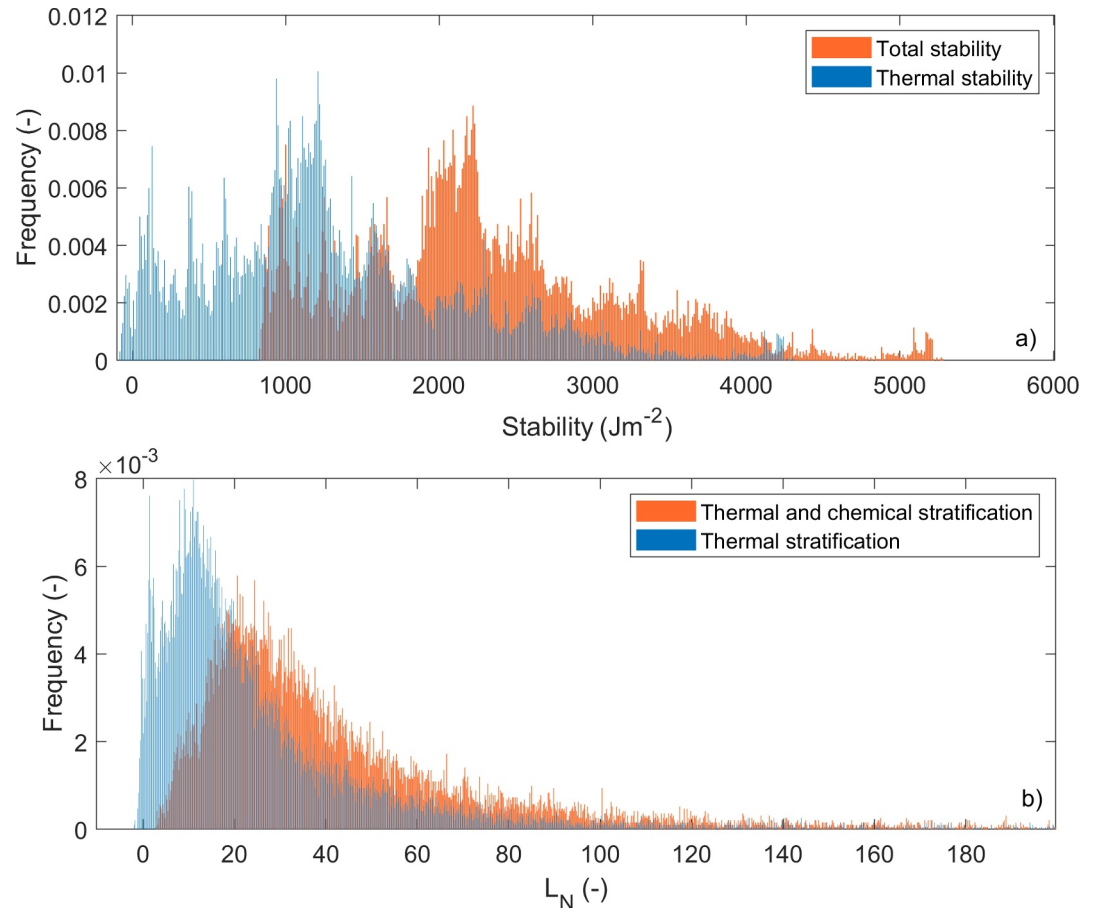 0.012
0.01
0.008
0.006
0.004
0.002
0
Frequency (-)
Total stability
Thermal stability
a)
0 1000 2000 3000 4000 5000 6000
Stability (Jm⁻²)
×10⁻³
8
6
4
2
0
Frequency (-)
Thermal and chemical stratification
Thermal stratification
b)
0 20 40 60 80 100 120 140 160 180
L_N (-)